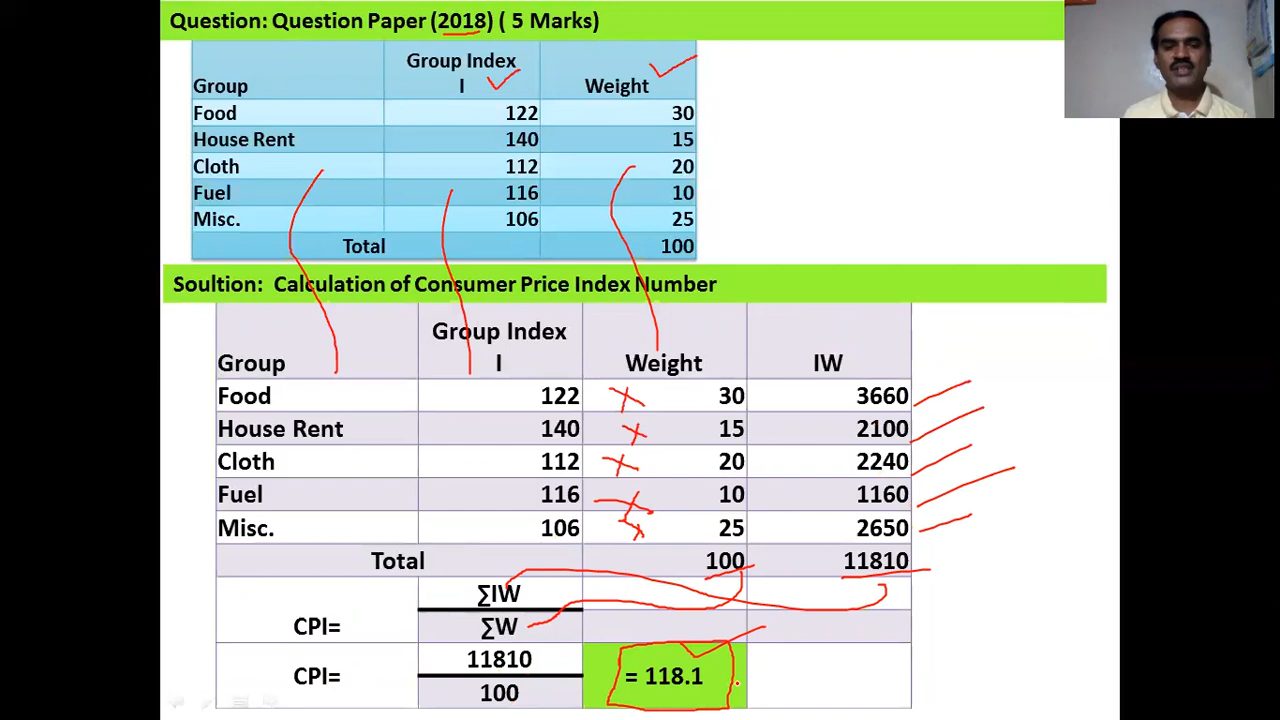 Question: Question Paper (2018) ( 5 Marks)
Group Group Index I Weight
Food 122 30
House Rent 140 15
Cloth 112 20
Fuel 116 10
Misc. 106 25
Total 100
Soultion: Calculation of Consumer Price Index Number
Group Group Index I Weight IW
Food 122 30 3660
House Rent 140 15 2100
Cloth 112 20 2240
Fuel 116 10 1160
Misc. 106 25 2650
Total 100 11810
∑IW
CPI= ∑W
11810
CPI= = 118.1
100